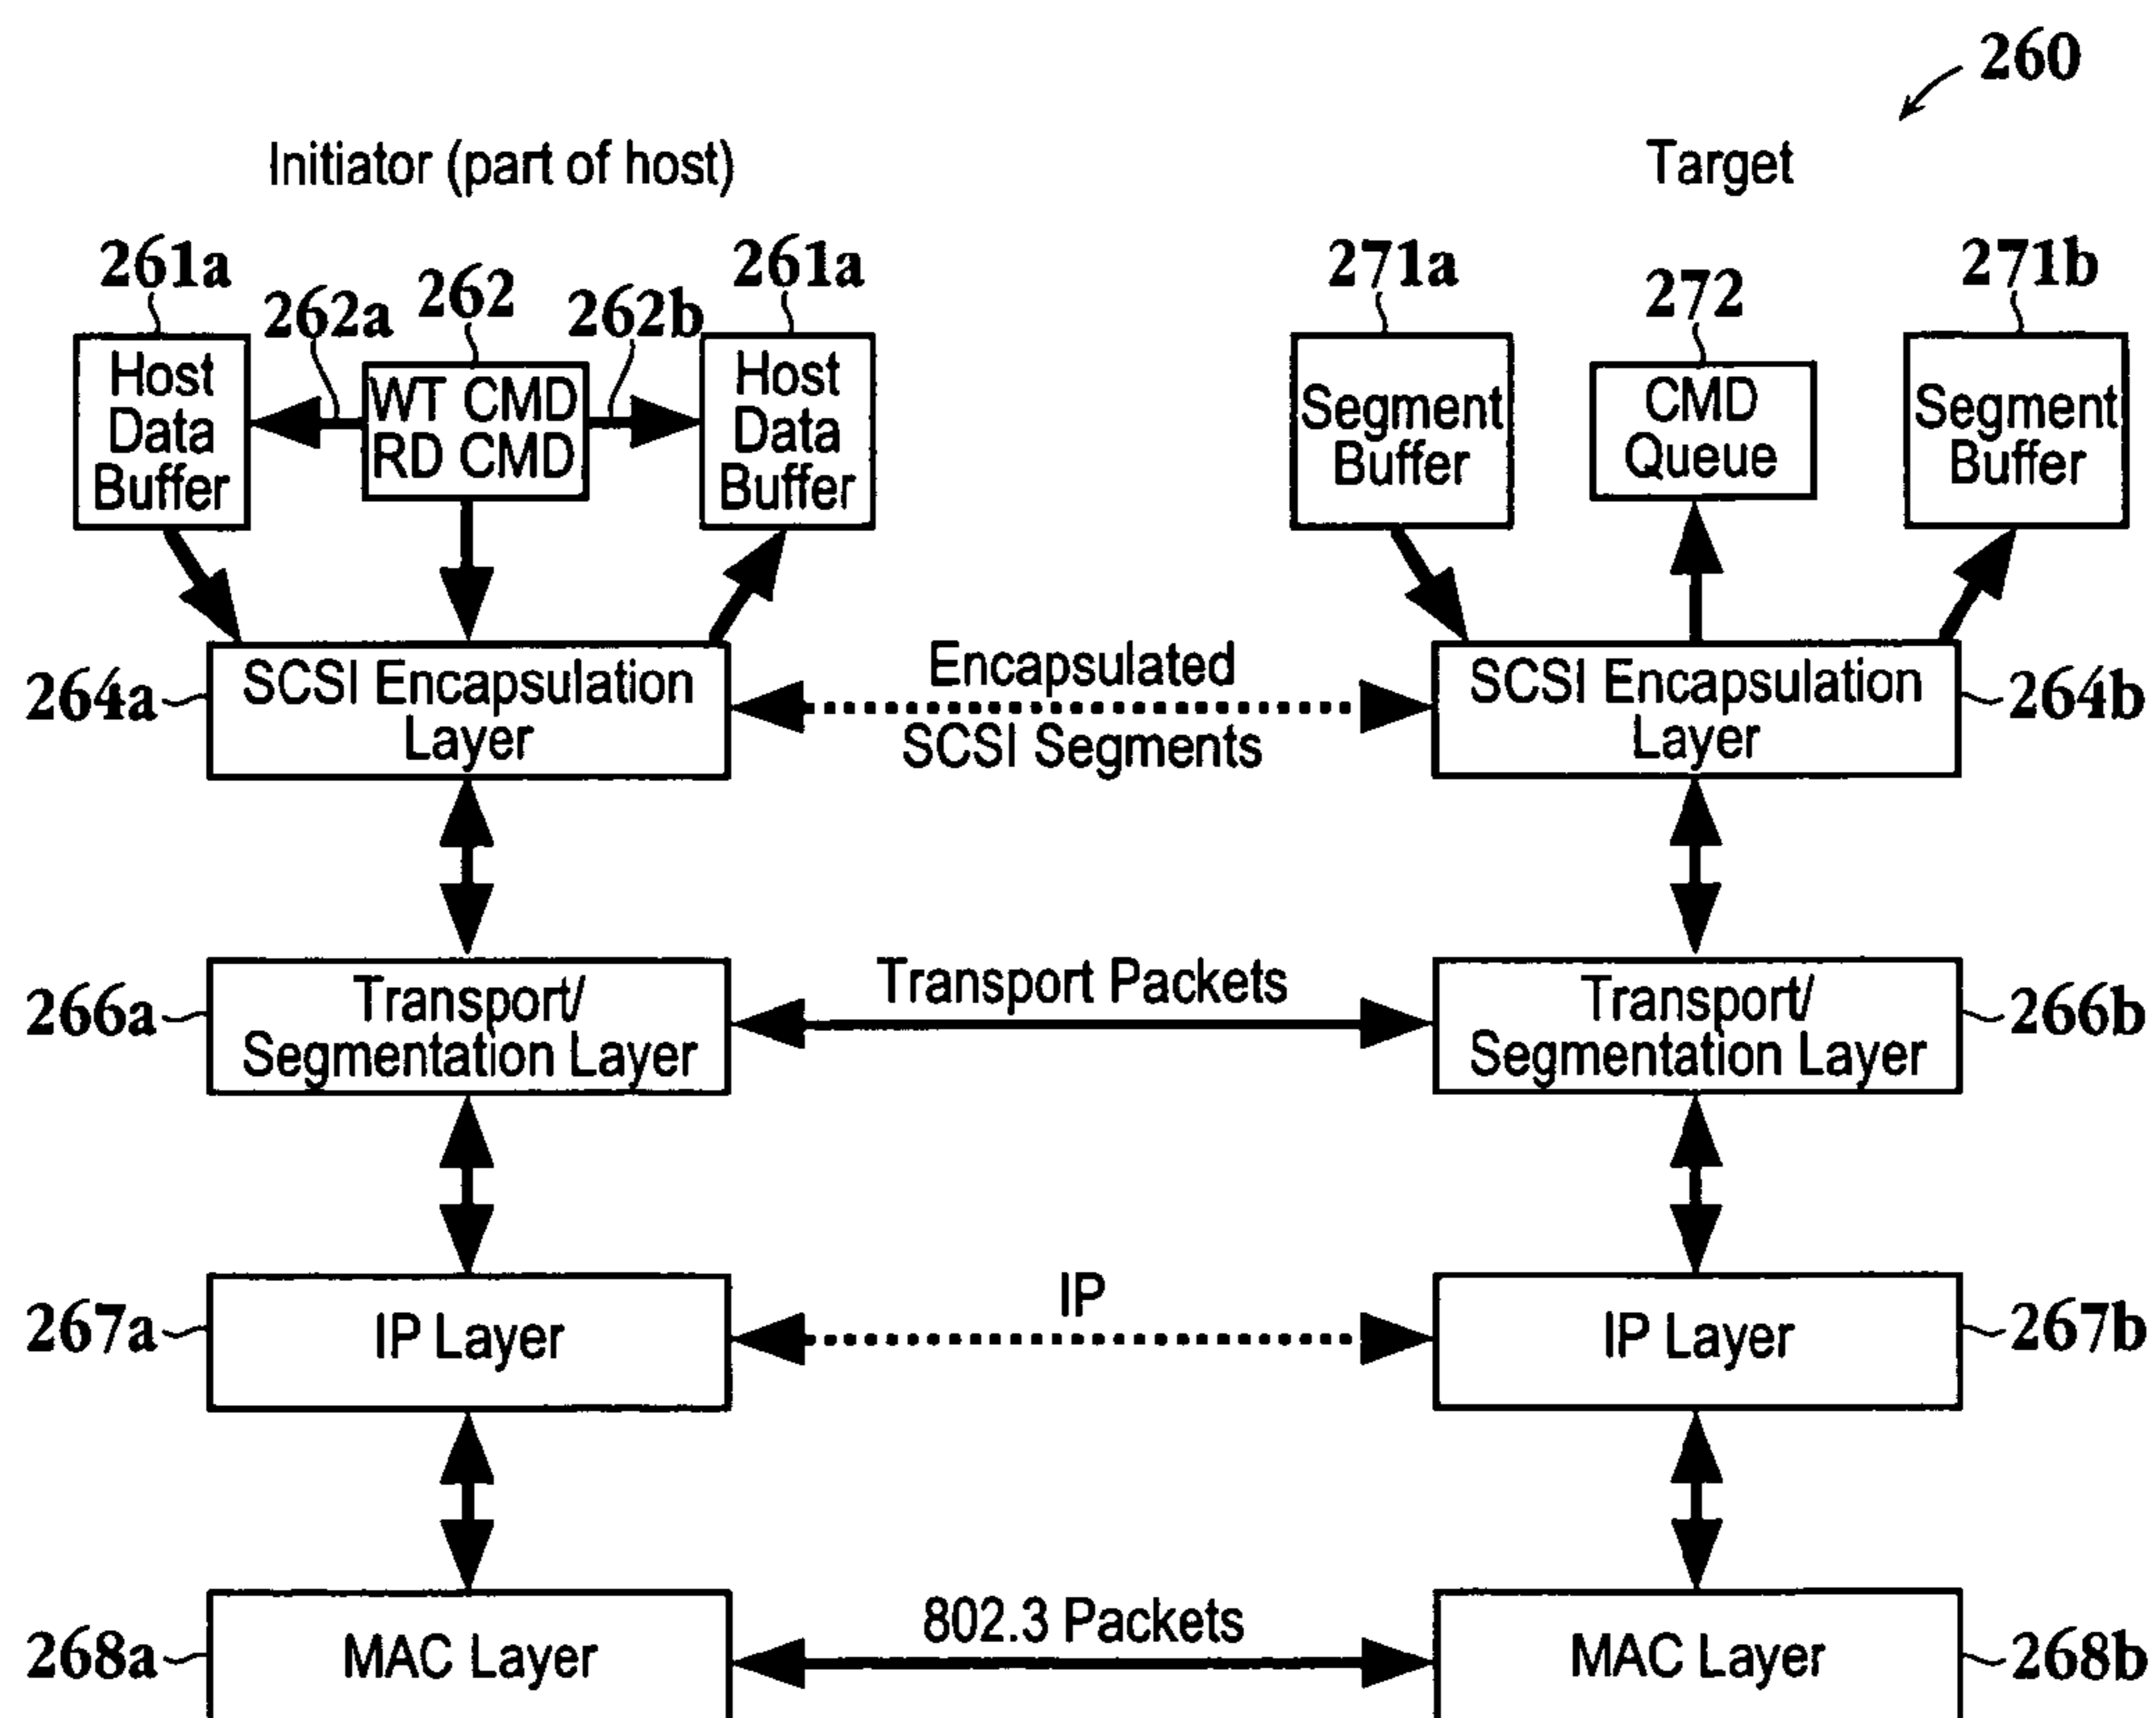 260
Initiator (part of host)
Target
261a
262a
262
262b
261a
271a
272
271b
Host
Data
Buffer
WT CMD
RD CMD
Host
Data
Buffer
Segment
Buffer
CMD
Queue
Segment
Buffer
264a
SCSI Encapsulation
Layer
Encapsulated
SCSI Segments
SCSI Encapsulation
Layer
264b
266a
Transport/
Segmentation Layer
Transport Packets
Transport/
Segmentation Layer
266b
267a
IP Layer
IP
IP Layer
267b
268a
MAC Layer
802.3 Packets
MAC Layer
268b